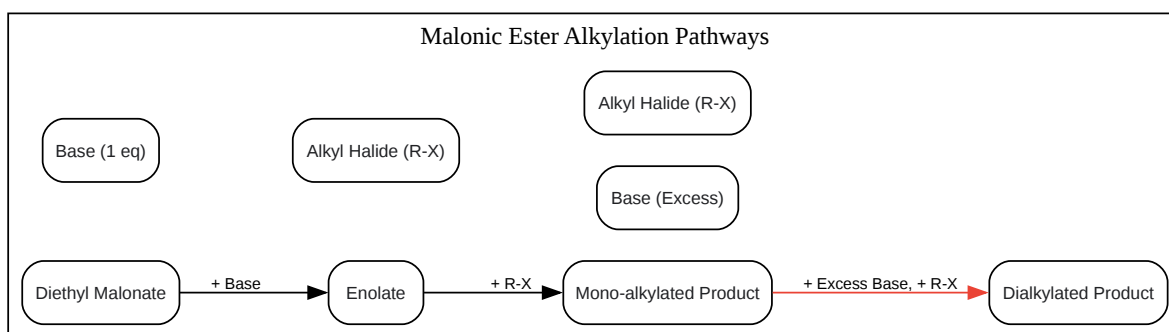 Malonic Ester Alkylation Pathways
Alkyl Halide (R-X)
Base (1 eq)
Alkyl Halide (R-X)
Base (Excess)
Diethyl Malonate
+ Base
Enolate
+ R-X
Mono-alkylated Product
+ Excess Base, + R-X
Dialkylated Product